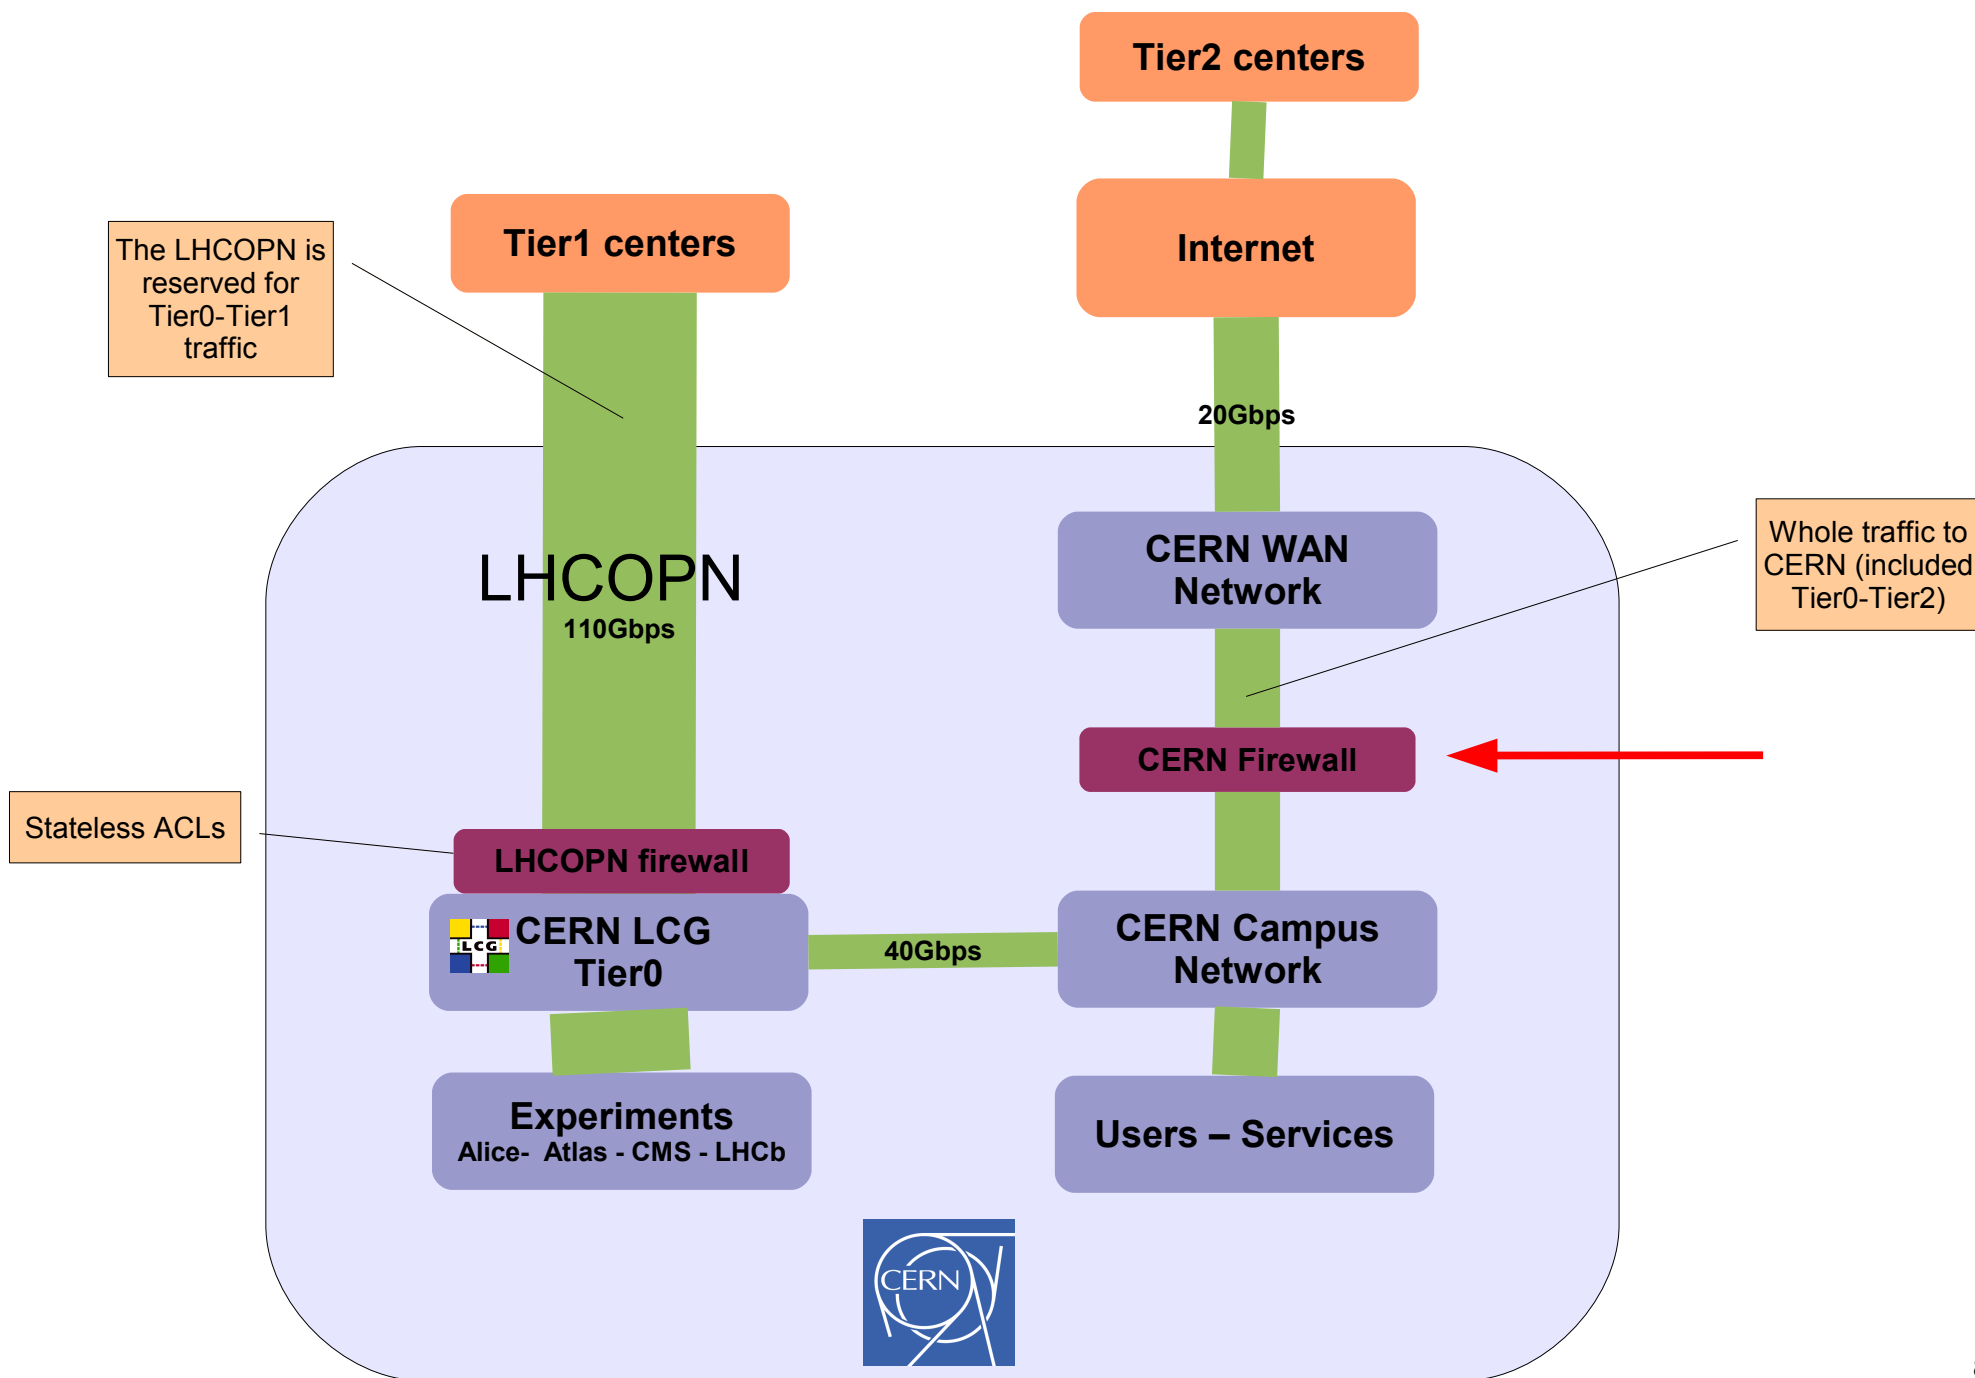 Tier2 centers
Tier1 centers
Internet
The LHCOPN is
reserved for
Tier0-Tier1
traffic
20Gbps
LHCOPN
110Gbps
CERN WAN
Network
Whole traffic to
CERN (included
Tier0-Tier2)
CERN Firewall
Stateless ACLs
LHCOPN firewall
LCG
CERN LCG
Tier0
40Gbps
CERN Campus
Network
Experiments
Alice- Atlas - CMS - LHCb
Users – Services
CERN